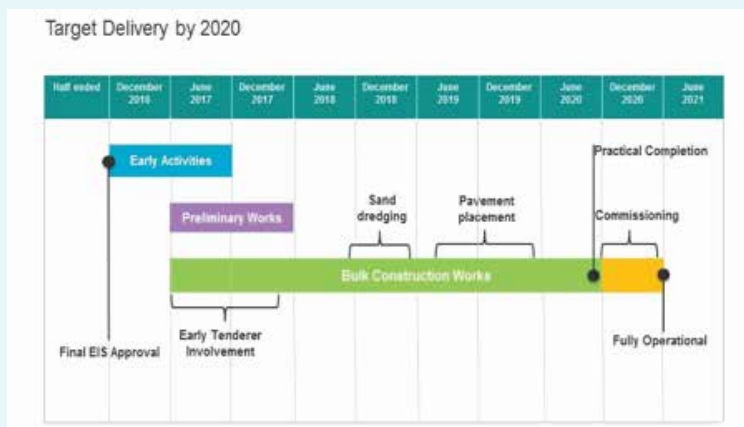 Target Delivery by 2020
Half ended December 2016 June 2017 December 2017 June 2018 December 2018 June 2019 December 2019 June 2020 December 2020 June 2021
Practical Completion
Early Activities
Sand dredging
Pavement placement
Commissioning
Preliminary Works
Bulk Construction Works
Early Tenderer Involvement
Final EIS Approval
Fully Operational